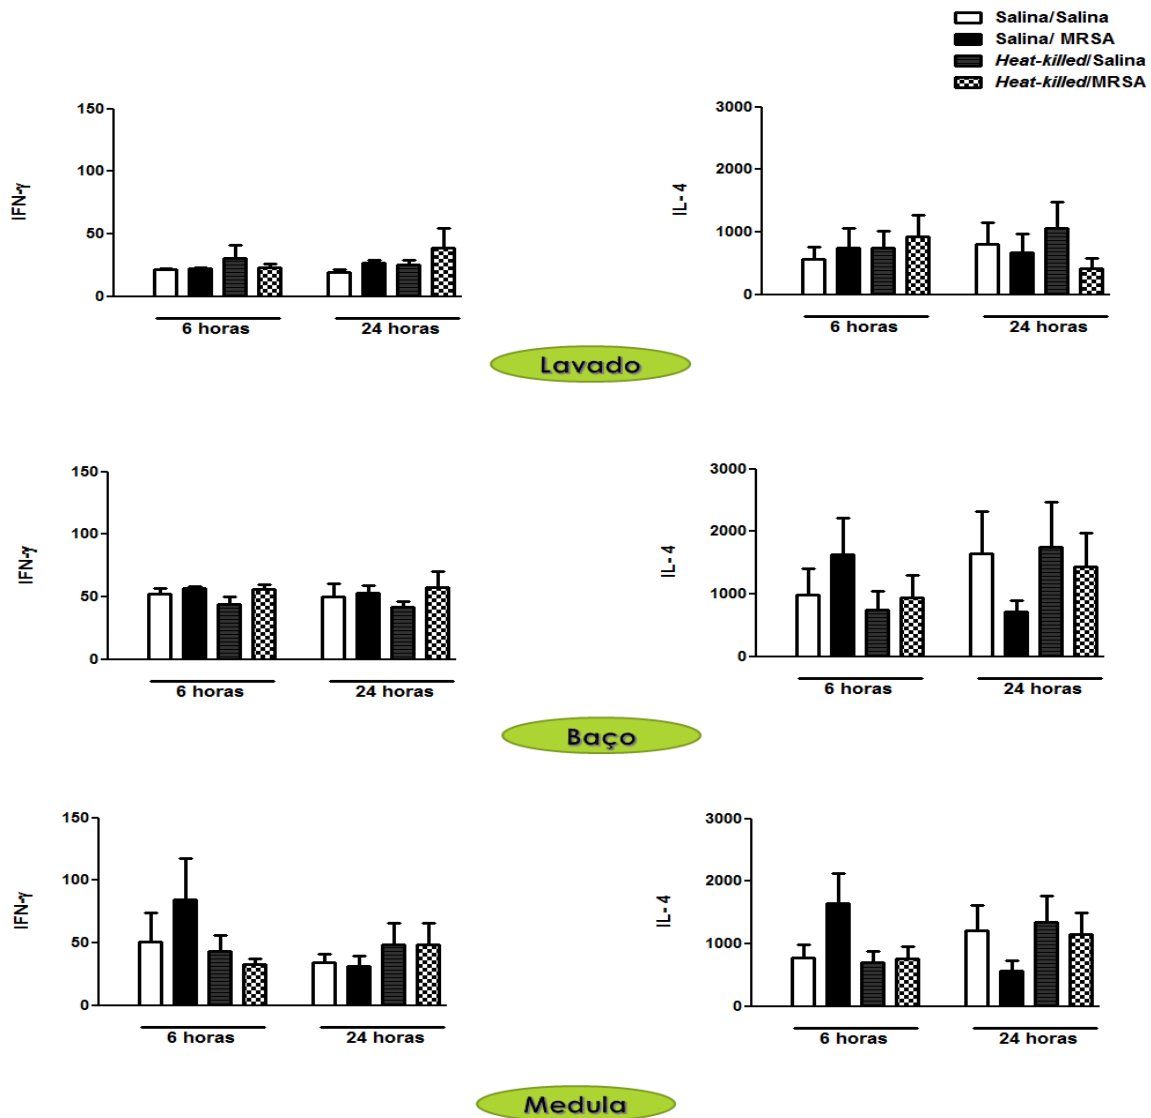 Salina/Salina
Salina/ MRSA
Heat-killed/Salina
Heat-killed/MRSA
IFN-γ
150
100
50
0
6 horas
24 horas
IL- 4
3000
2000
1000
0
6 horas
24 horas
Lavado
IFN-γ
150
100
50
0
6 horas
24 horas
IL- 4
3000
2000
1000
0
6 horas
24 horas
Baço
IFN-γ
150
100
50
0
6 horas
24 horas
IL- 4
3000
2000
1000
0
6 horas
24 horas
Medula